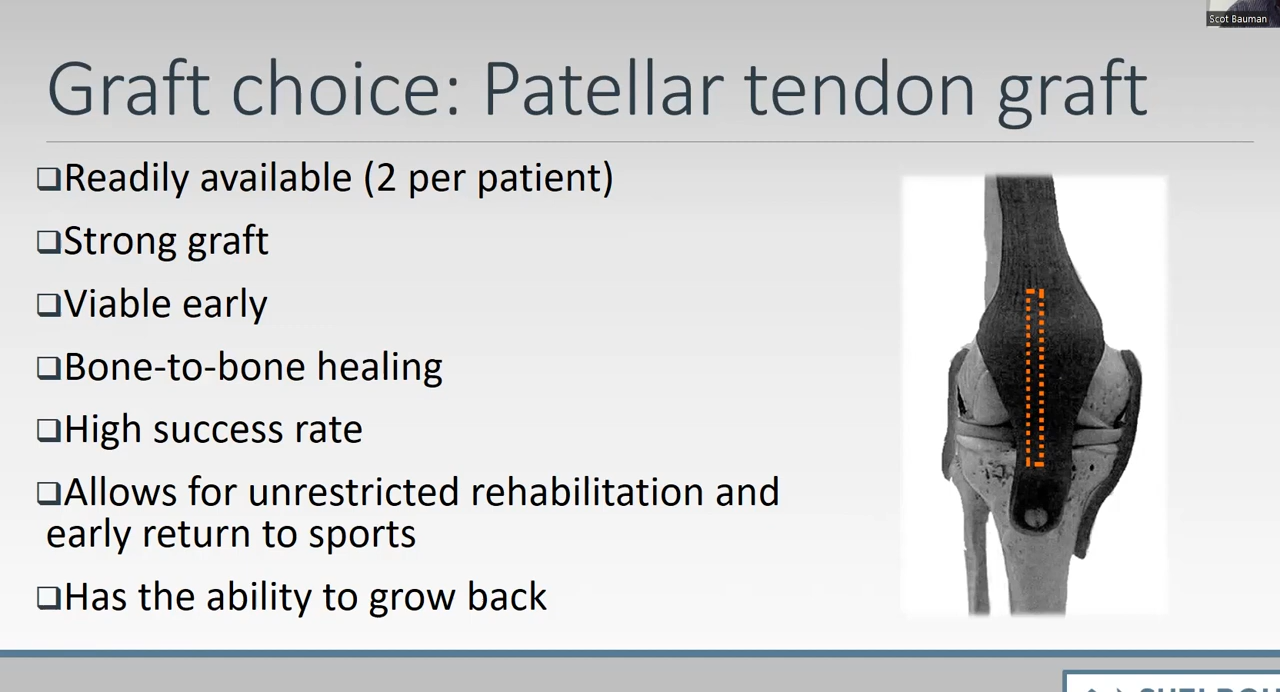 Scot Bauman
Graft choice: Patellar tendon graft
❑Readily available (2 per patient)
❑Strong graft
❑Viable early
❑Bone-to-bone healing
❑High success rate
❑Allows for unrestricted rehabilitation and
early return to sports
❑Has the ability to grow back